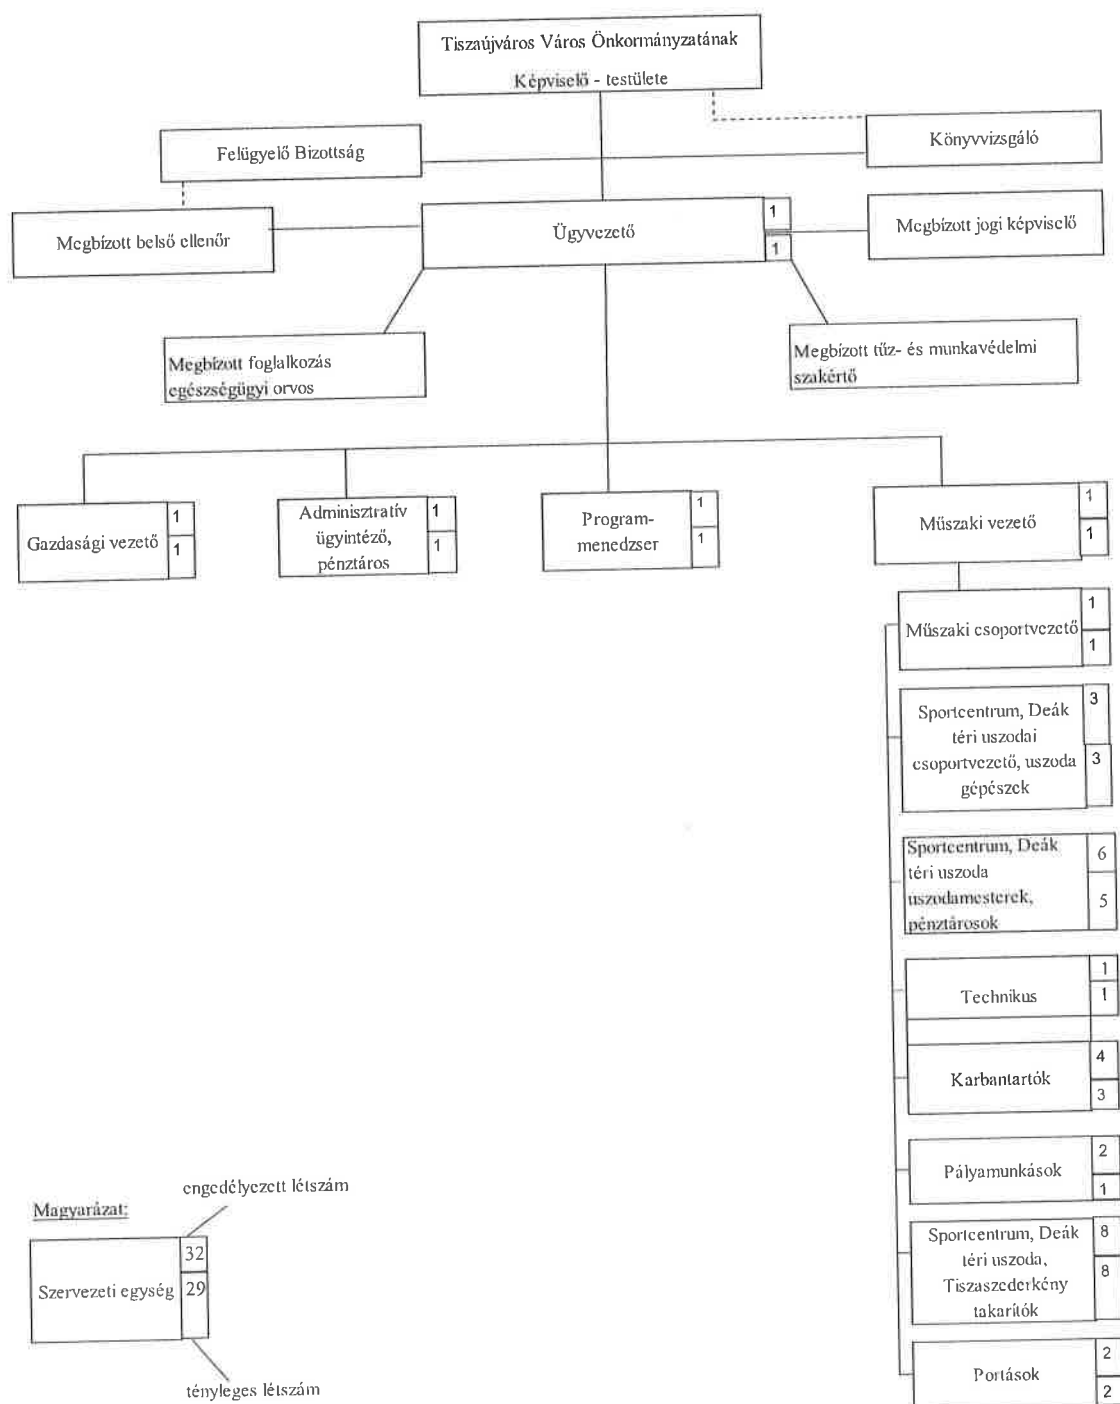 Tiszaújváros Város Önkormányzatának
Képviselő - testülete
Felügyelő Bizottság
Könyvvizsgáló
Megbízott belső ellenőr
Ügyvezető
1
1
Megbízott jogi képviselő
Megbízott foglalkozás
egészségügyi orvos
Megbízott tűz- és munkavédelmi
szakértő
Gazdasági vezető
1
1
Adminisztratív
ügyintéző,
pénztáros
1
1
Program-
menedzser
1
1
Műszaki vezető
1
1
Műszaki csoportvezető
1
1
Sportcentrum, Deák
téri uszodai
csoportvezető, uszoda
gépészek
3
3
Sportcentrum, Deák
téri uszoda
uszodamesterek,
pénztárosok
6
5
Technikus
1
1
Karbantartók
4
3
Pályamunkások
2
1
Sportcentrum, Deák
téri uszoda,
Tiszaszederkény
takarítók
8
8
Portások
2
2
Magyarázat:
engedélyezett létszám
Szervezeti egység
32
29
tényleges létszám